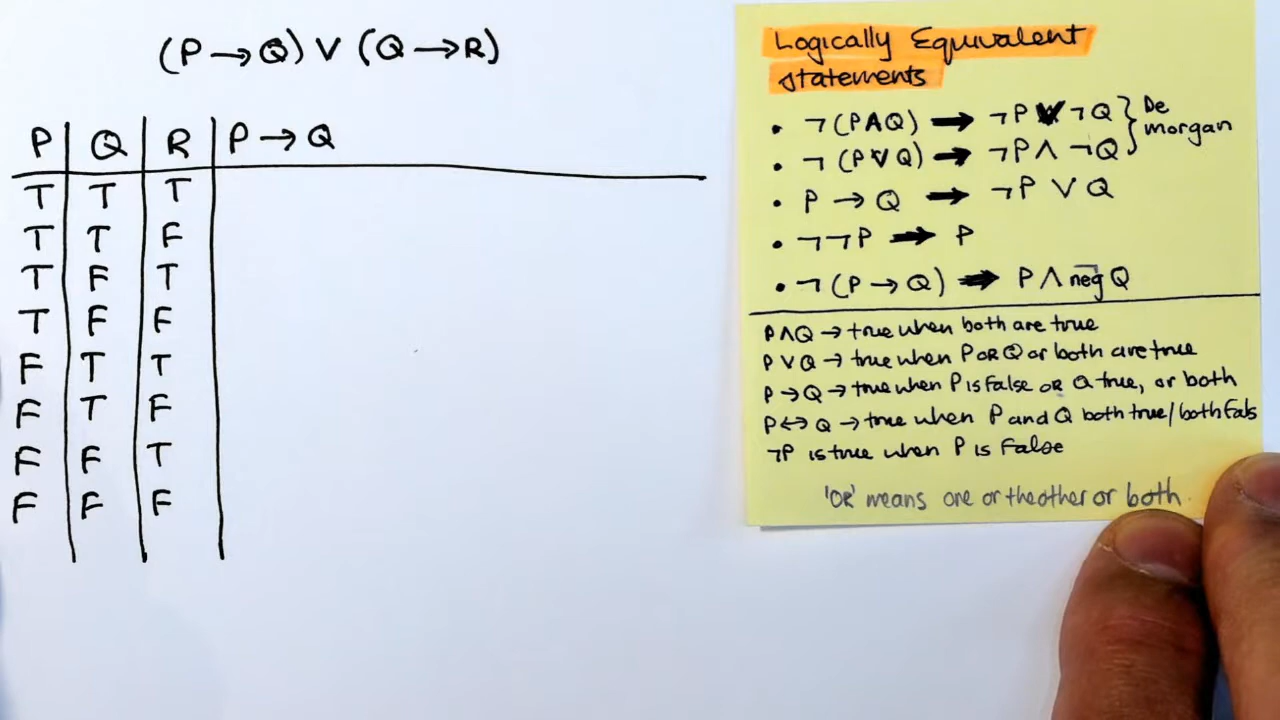 (P → Q) ∨ (Q → R)
P Q R P → Q
T T T
T T F
T F T
T F F
F T T
F T F
F F T
F F F
Logically Equivalent
statements
• ¬(P ∧ Q) → ¬P ∨ ¬Q } De
morgan
• ¬(P ∨ Q) → ¬P ∧ ¬Q
• P → Q → ¬P ∨ Q
• ¬¬P → P
• ¬(P → Q) → P ∧ neg Q
P ∧ Q → true when both are true
P ∨ Q → true when P OR Q or both are true
P → Q → true when P is False OR Q true, or both
P ↔ Q → true when P and Q both true/both Fals
¬P is true when P is False
'OR' means one or the other or both.